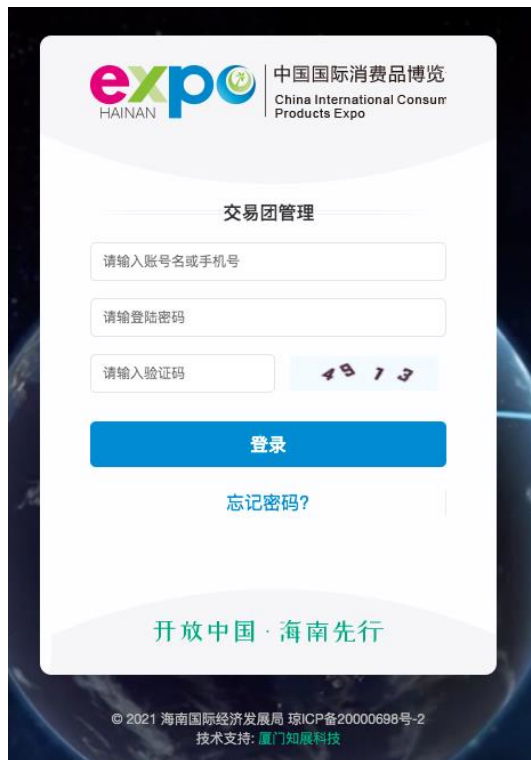 expo
HAINAN
中国国际消费品博览
China International Consum
Products Expo
交易团管理
请输入账号名或手机号
请输登陆密码
请输入验证码
4913
登录
忘记密码?
开放中国·海南先行
© 2021 海南国际经济发展局 琼ICP备20000698号-2
技术支持: 厦门知展科技